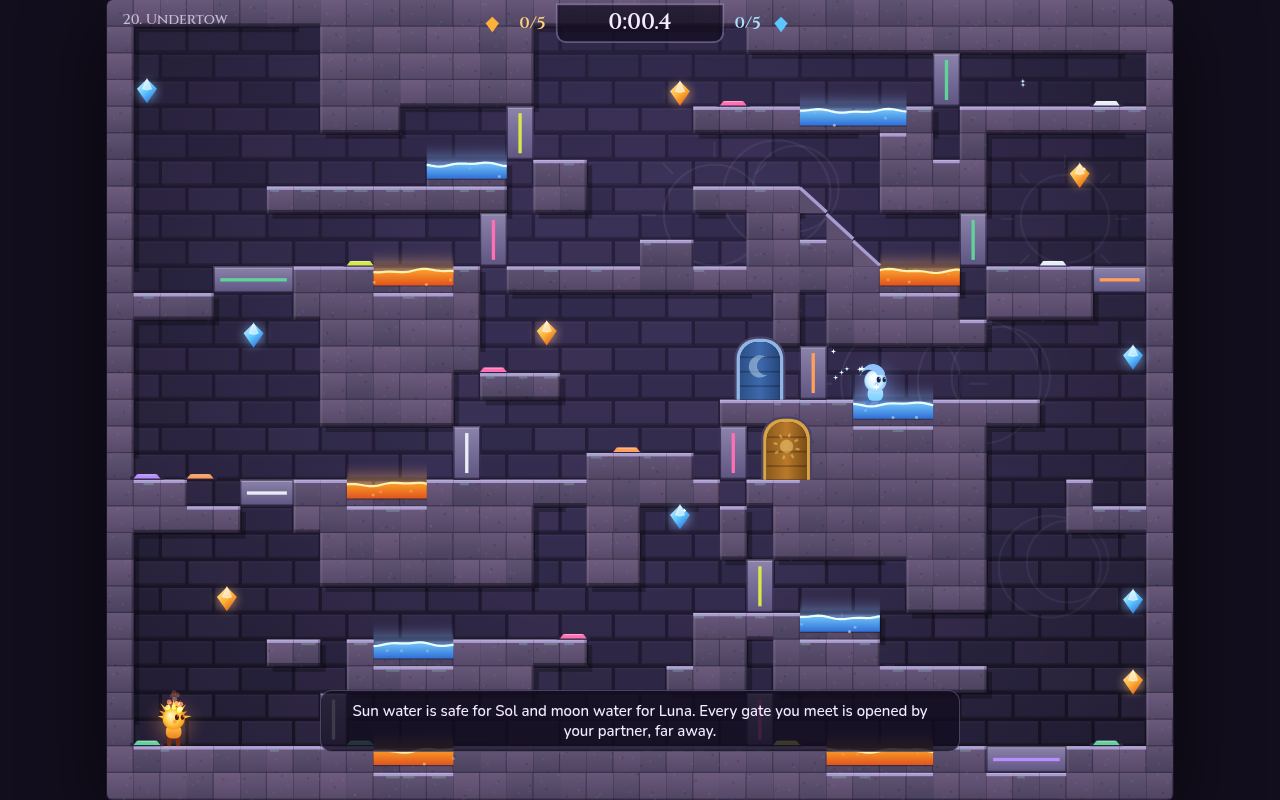 20. Undertow
0/5
0:00.4
0/5
Sun water is safe for Sol and moon water for Luna. Every gate you meet is opened by
your partner, far away.